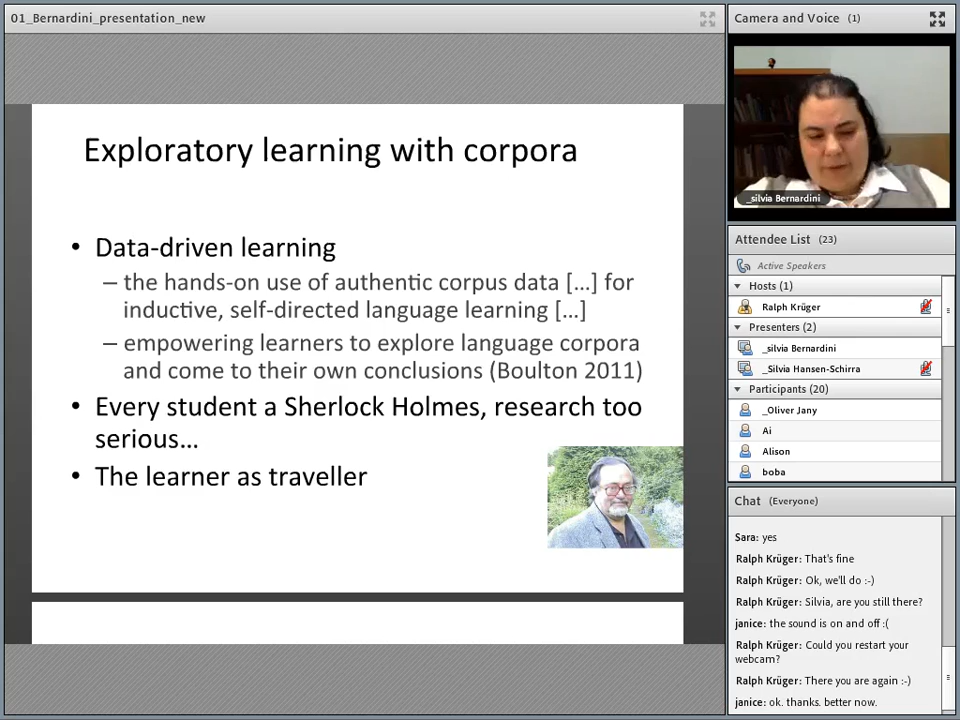 01_Bernardini_presentation_new
Exploratory learning with corpora
• Data-driven learning
– the hands-on use of authentic corpus data […] for
inductive, self-directed language learning […]
– empowering learners to explore language corpora
and come to their own conclusions (Boulton 2011)
• Every student a Sherlock Holmes, research too
serious…
• The learner as traveller
Camera and Voice (1)
_silvia Bernardini
Attendee List (23)
Active Speakers
Hosts (1)
Ralph Krüger
Presenters (2)
_silvia Bernardini
_Silvia Hansen-Schirra
Participants (20)
_Oliver Jany
Ai
Alison
boba
Chat (Everyone)
Sara: yes
Ralph Krüger: That's fine
Ralph Krüger: Ok, we'll do :-)
Ralph Krüger: Silvia, are you still there?
janice: the sound is on and off :(
Ralph Krüger: Could you restart your
webcam?
Ralph Krüger: There you are again :-)
janice: ok. thanks. better now.